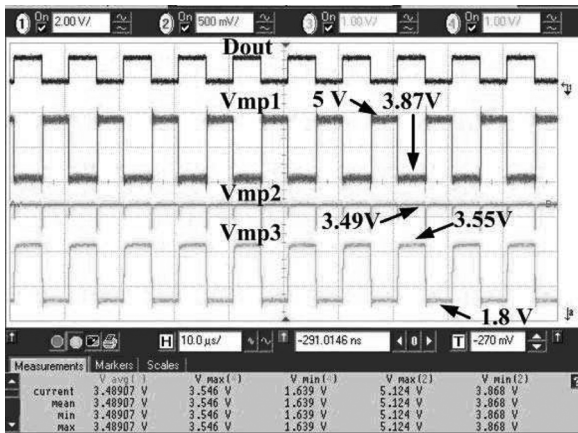 1 On 2.00 V/ 2 On 500 mV/ 3 On 1.00 V/ 4 On 1.00 V/
Dout
Vmp1 5 V 3.87V
Vmp2
3.49V 3.55V
Vmp3
1.8 V
H 10.0 µs/ -291.0146 ns 0 T -270 mV
Measurements Markers Scales
V avg( ) V max(4) V min(4) V max(2) V min(2)
current 3.48907 V 3.546 V 1.639 V 5.124 V 3.868 V
mean 3.48907 V 3.546 V 1.639 V 5.124 V 3.868 V
min 3.48907 V 3.546 V 1.639 V 5.124 V 3.868 V
max 3.48907 V 3.546 V 1.639 V 5.124 V 3.868 V